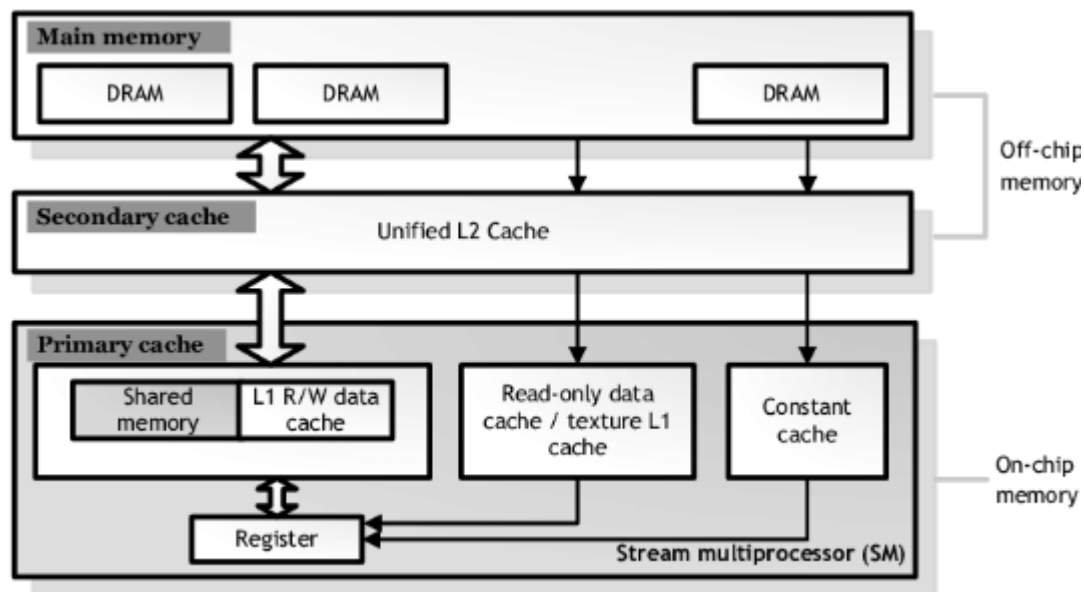 Main memory
DRAM
DRAM
DRAM
Off-chip
memory
Secondary cache
Unified L2 Cache
Primary cache
Shared
memory
L1 R/W data
cache
Read-only data
cache / texture L1
cache
Constant
cache
On-chip
memory
Register
Stream multiprocessor (SM)